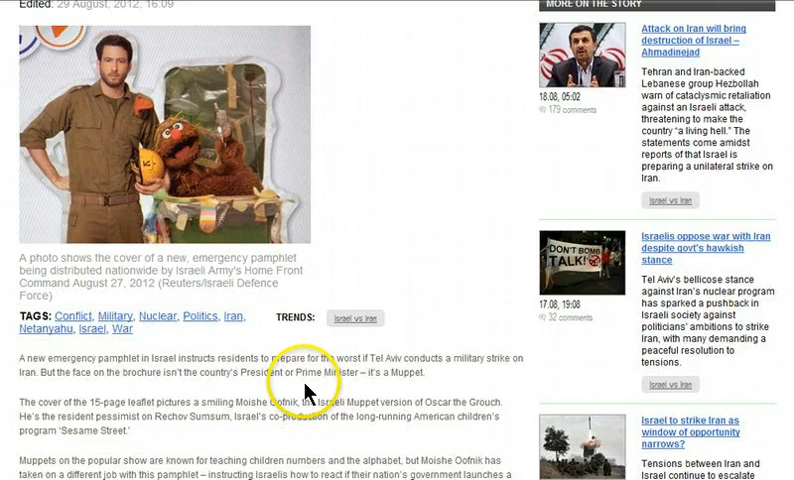 Edited: 29 August, 2012, 16:09
A photo shows the cover of a new, emergency pamphlet
being distributed nationwide by Israeli Army's Home Front
Command August 27, 2012 (Reuters/Israeli Defence
Force)
TAGS: Conflict, Military, Nuclear, Politics, Iran,
Netanyahu, Israel, War
TRENDS: Israel vs Iran
A new emergency pamphlet in Israel instructs residents to prepare for the worst if Tel Aviv conducts a military strike on
Iran. But the face on the brochure isn't the country's President or Prime Minister – it's a Muppet.
The cover of the 15-page leaflet pictures a smiling Moishe Oofnik, the Israeli Muppet version of Oscar the Grouch.
He's the resident pessimist on Rechov Sumsum, Israel's co-production of the long-running American children's
program 'Sesame Street.'
Muppets on the popular show are known for teaching children numbers and the alphabet, but Moishe Oofnik has
taken on a different job with this pamphlet – instructing Israelis how to react if their nation's government launches a
MORE ON THE STORY
Attack on Iran will bring
destruction of Israel –
Ahmadinejad
18.08, 05:02
179 comments
Tehran and Iran-backed
Lebanese group Hezbollah
warn of cataclysmic retaliation
against an Israeli attack,
threatening to make the
country "a living hell." The
statements come amidst
reports of that Israel is
preparing a unilateral strike on
Iran.
Israel vs Iran
DON'T BOMB
TALK!
Israelis oppose war with Iran
despite govt's hawkish
stance
17.08, 19:08
32 comments
Tel Aviv's bellicose stance
against Iran's nuclear program
has sparked a pushback in
Israeli society against
politicians' ambitions to strike
Iran, with many demanding a
peaceful resolution to
tensions.
Israel vs Iran
Israel to strike Iran as
window of opportunity
narrows?
Tensions between Iran and
Israel continue to escalate